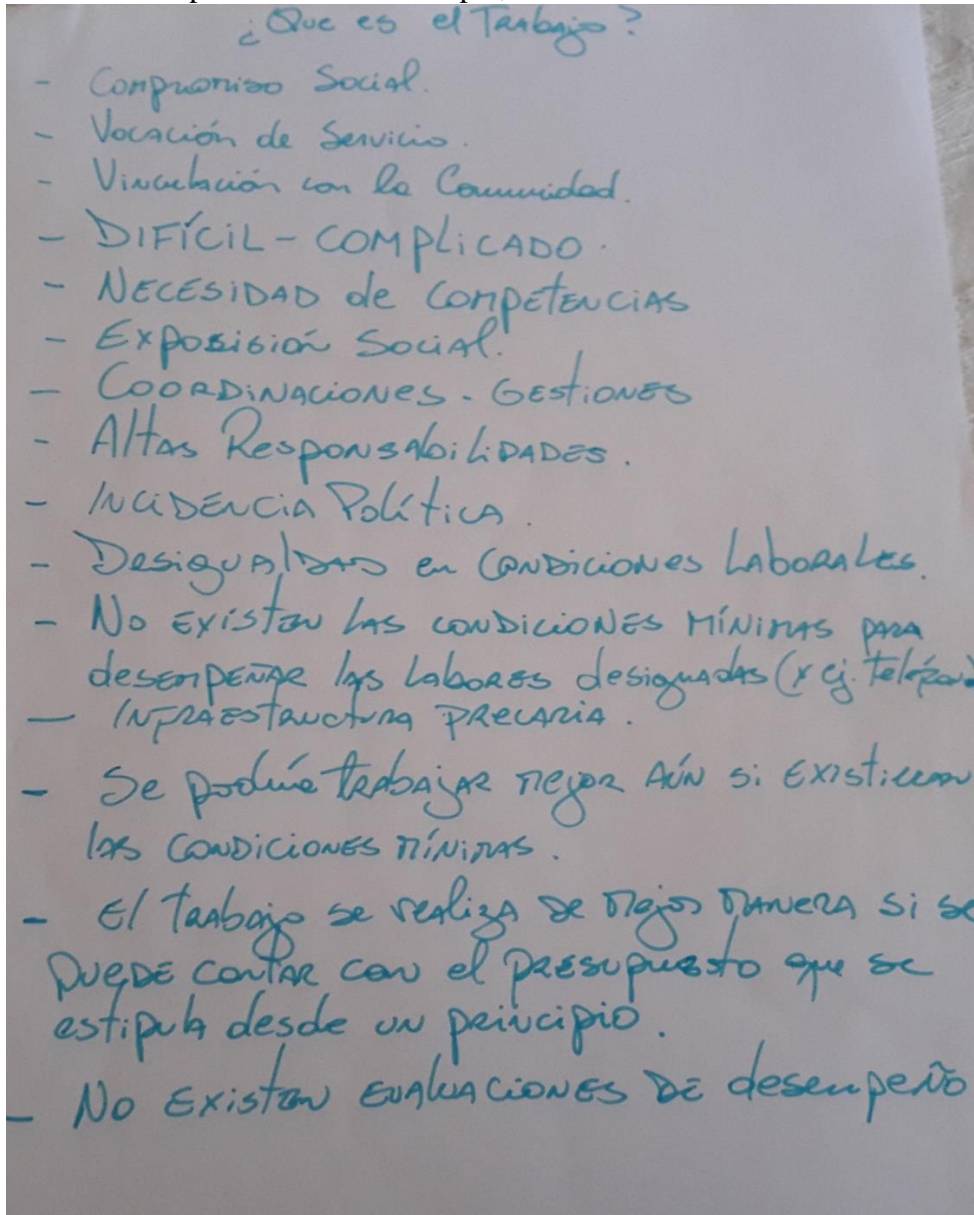 ¿Que es el Trabajo?
- Compromiso Social.
- Vocación de Servicio.
- Vinculación con la Comunidad.
- DIFÍCIL - COMPLICADO.
- NECESIDAD de COMPETENCIAS
- EXPOSICIÓN Social.
- COORDINACIONES - GESTIONES
- Altas RESPONSABILIDADES.
- INCIDENCIA Política.
- Desigualdad en CONDICIONES LABORALES.
- No EXISTEN LAS CONDICIONES MÍNIMAS PARA
desempeñar las labores designadas (x ej. teléfono)
- INFRAESTRUCTURA PRECARIA.
- Se podría trabajar mejor AÚN si EXISTIERAN
las CONDICIONES MÍNIMAS.
- El trabajo se realiza de mejor MANERA si se
puede contar con el presupuesto que se
estipula desde un principio.
- No EXISTEN EVALUACIONES DE desempeño